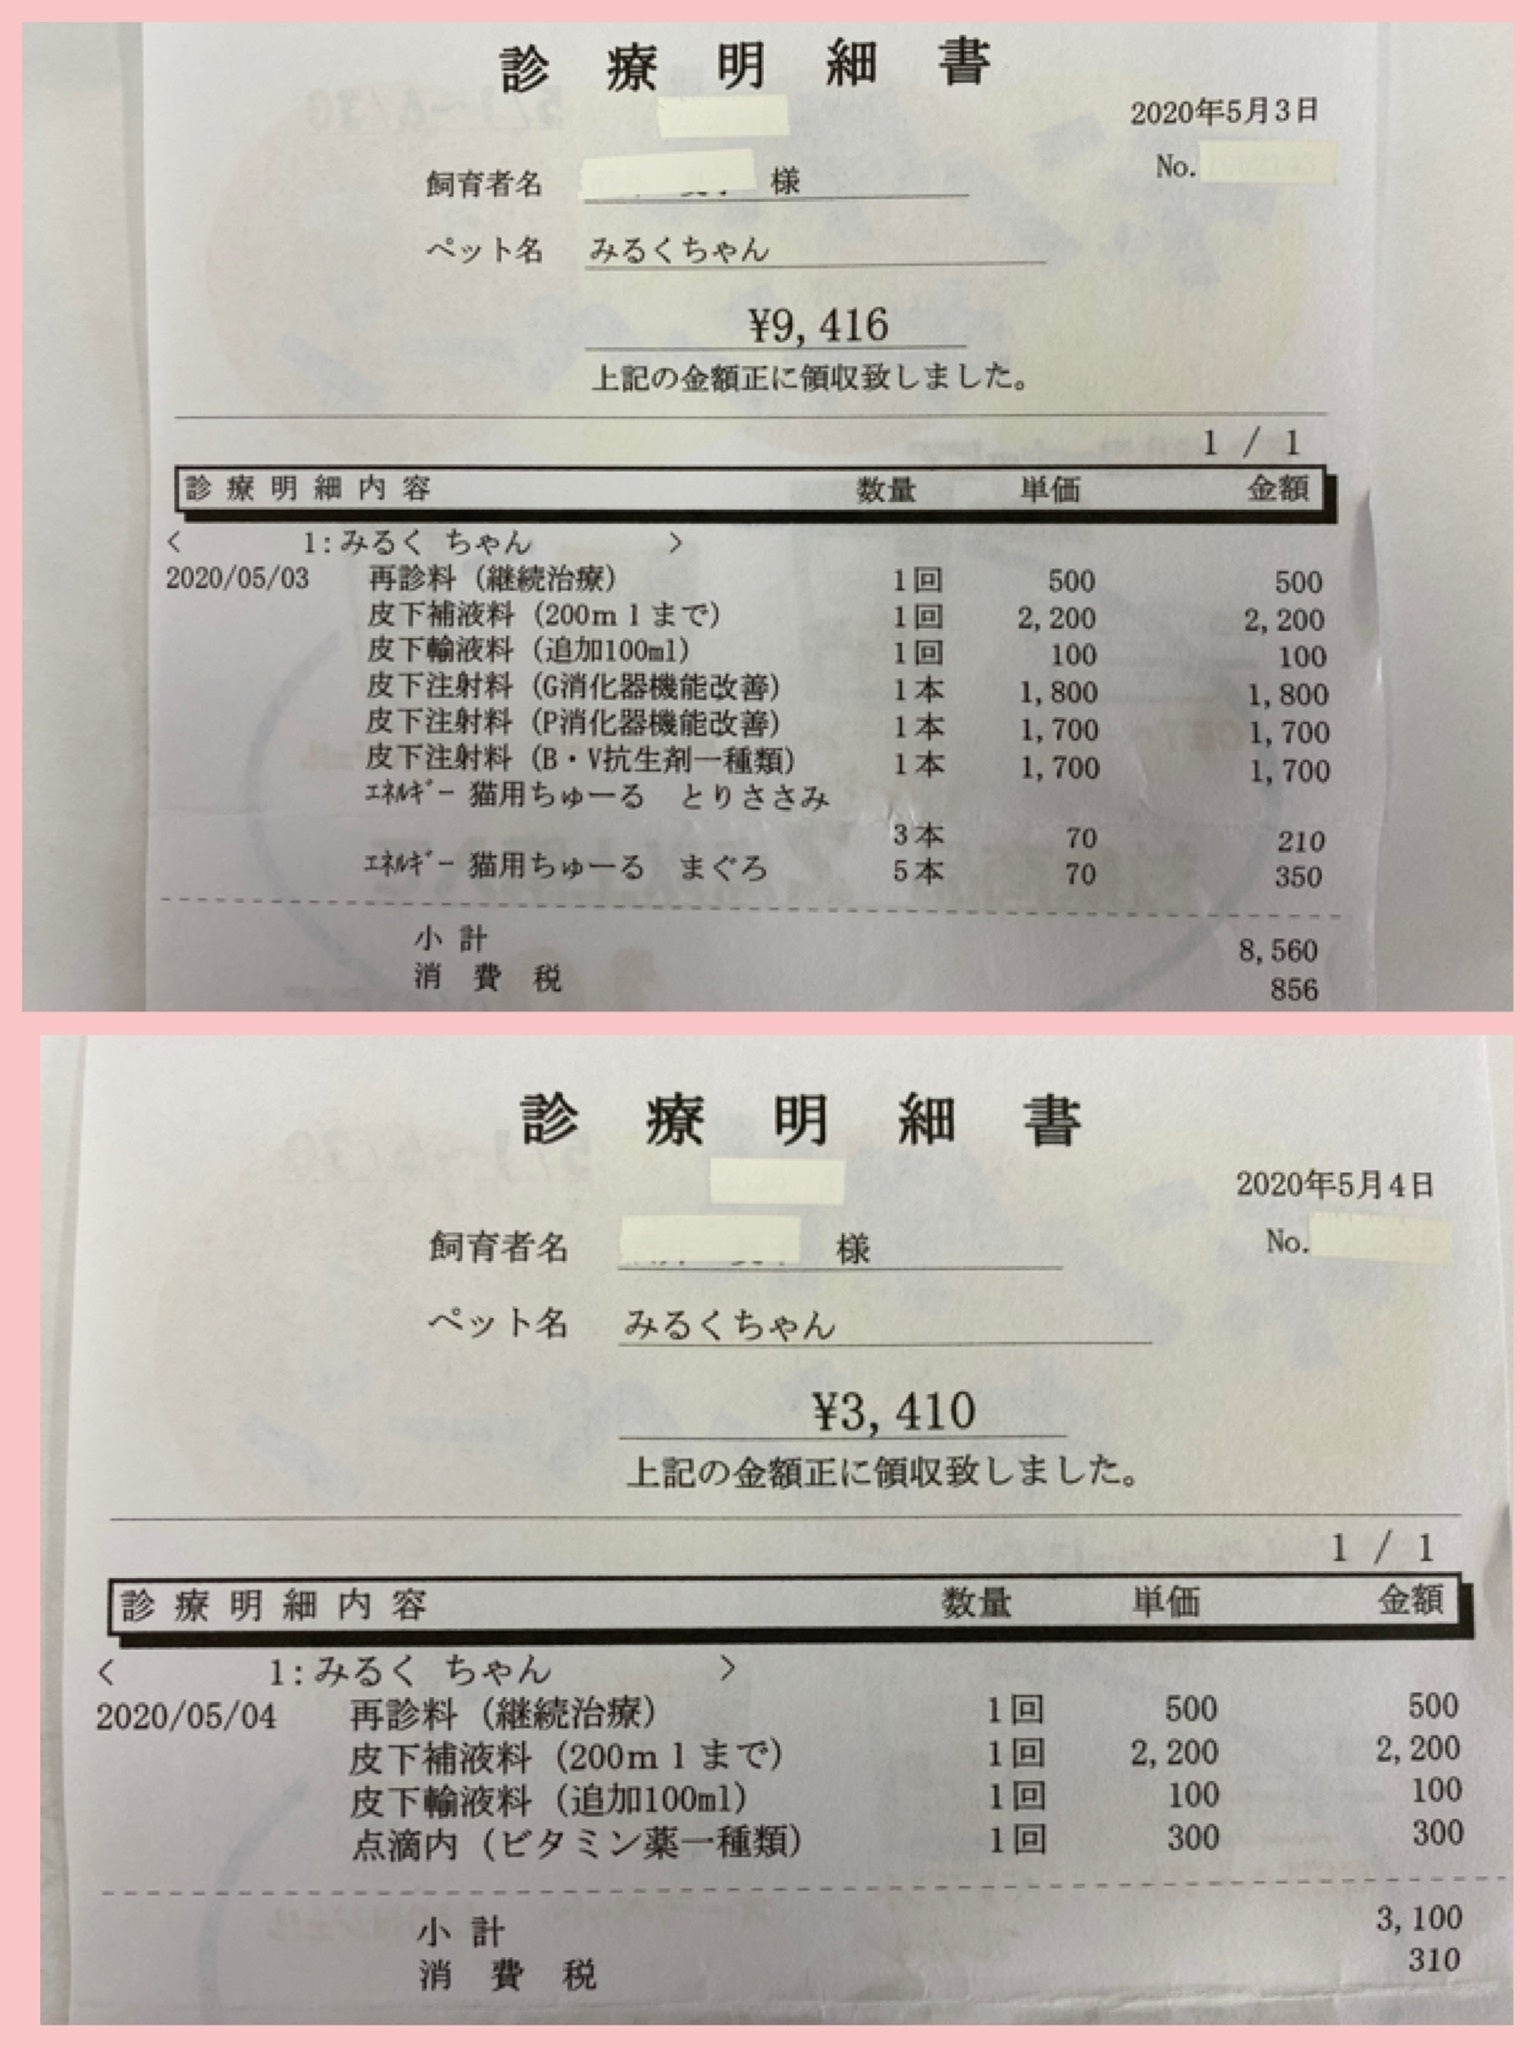 診療明細書
2020年5月3日
No.
飼育者名 様
ペット名 みるくちゃん
¥9,416
上記の金額正に領収致しました。
1 / 1
診療明細内容 数量 単価 金額
< 1:みるく ちゃん >
2020/05/03 再診料（継続治療） 1回 500 500
皮下補液料（200mlまで） 1回 2,200 2,200
皮下輸液料（追加100ml） 1回 100 100
皮下注射料（G消化器機能改善） 1本 1,800 1,800
皮下注射料（P消化器機能改善） 1本 1,700 1,700
皮下注射料（B・V抗生剤一種類） 1本 1,700 1,700
ｴﾈﾙｷﾞｰ 猫用ちゅーる とりささみ
3本 70 210
ｴﾈﾙｷﾞｰ 猫用ちゅーる まぐろ 5本 70 350
小計 8,560
消費税 856
診療明細書
2020年5月4日
No.
飼育者名 様
ペット名 みるくちゃん
¥3,410
上記の金額正に領収致しました。
1 / 1
診療明細内容 数量 単価 金額
< 1:みるく ちゃん >
2020/05/04 再診料（継続治療） 1回 500 500
皮下補液料（200mlまで） 1回 2,200 2,200
皮下輸液料（追加100ml） 1回 100 100
点滴内（ビタミン薬一種類） 1回 300 300
小計 3,100
消費税 310